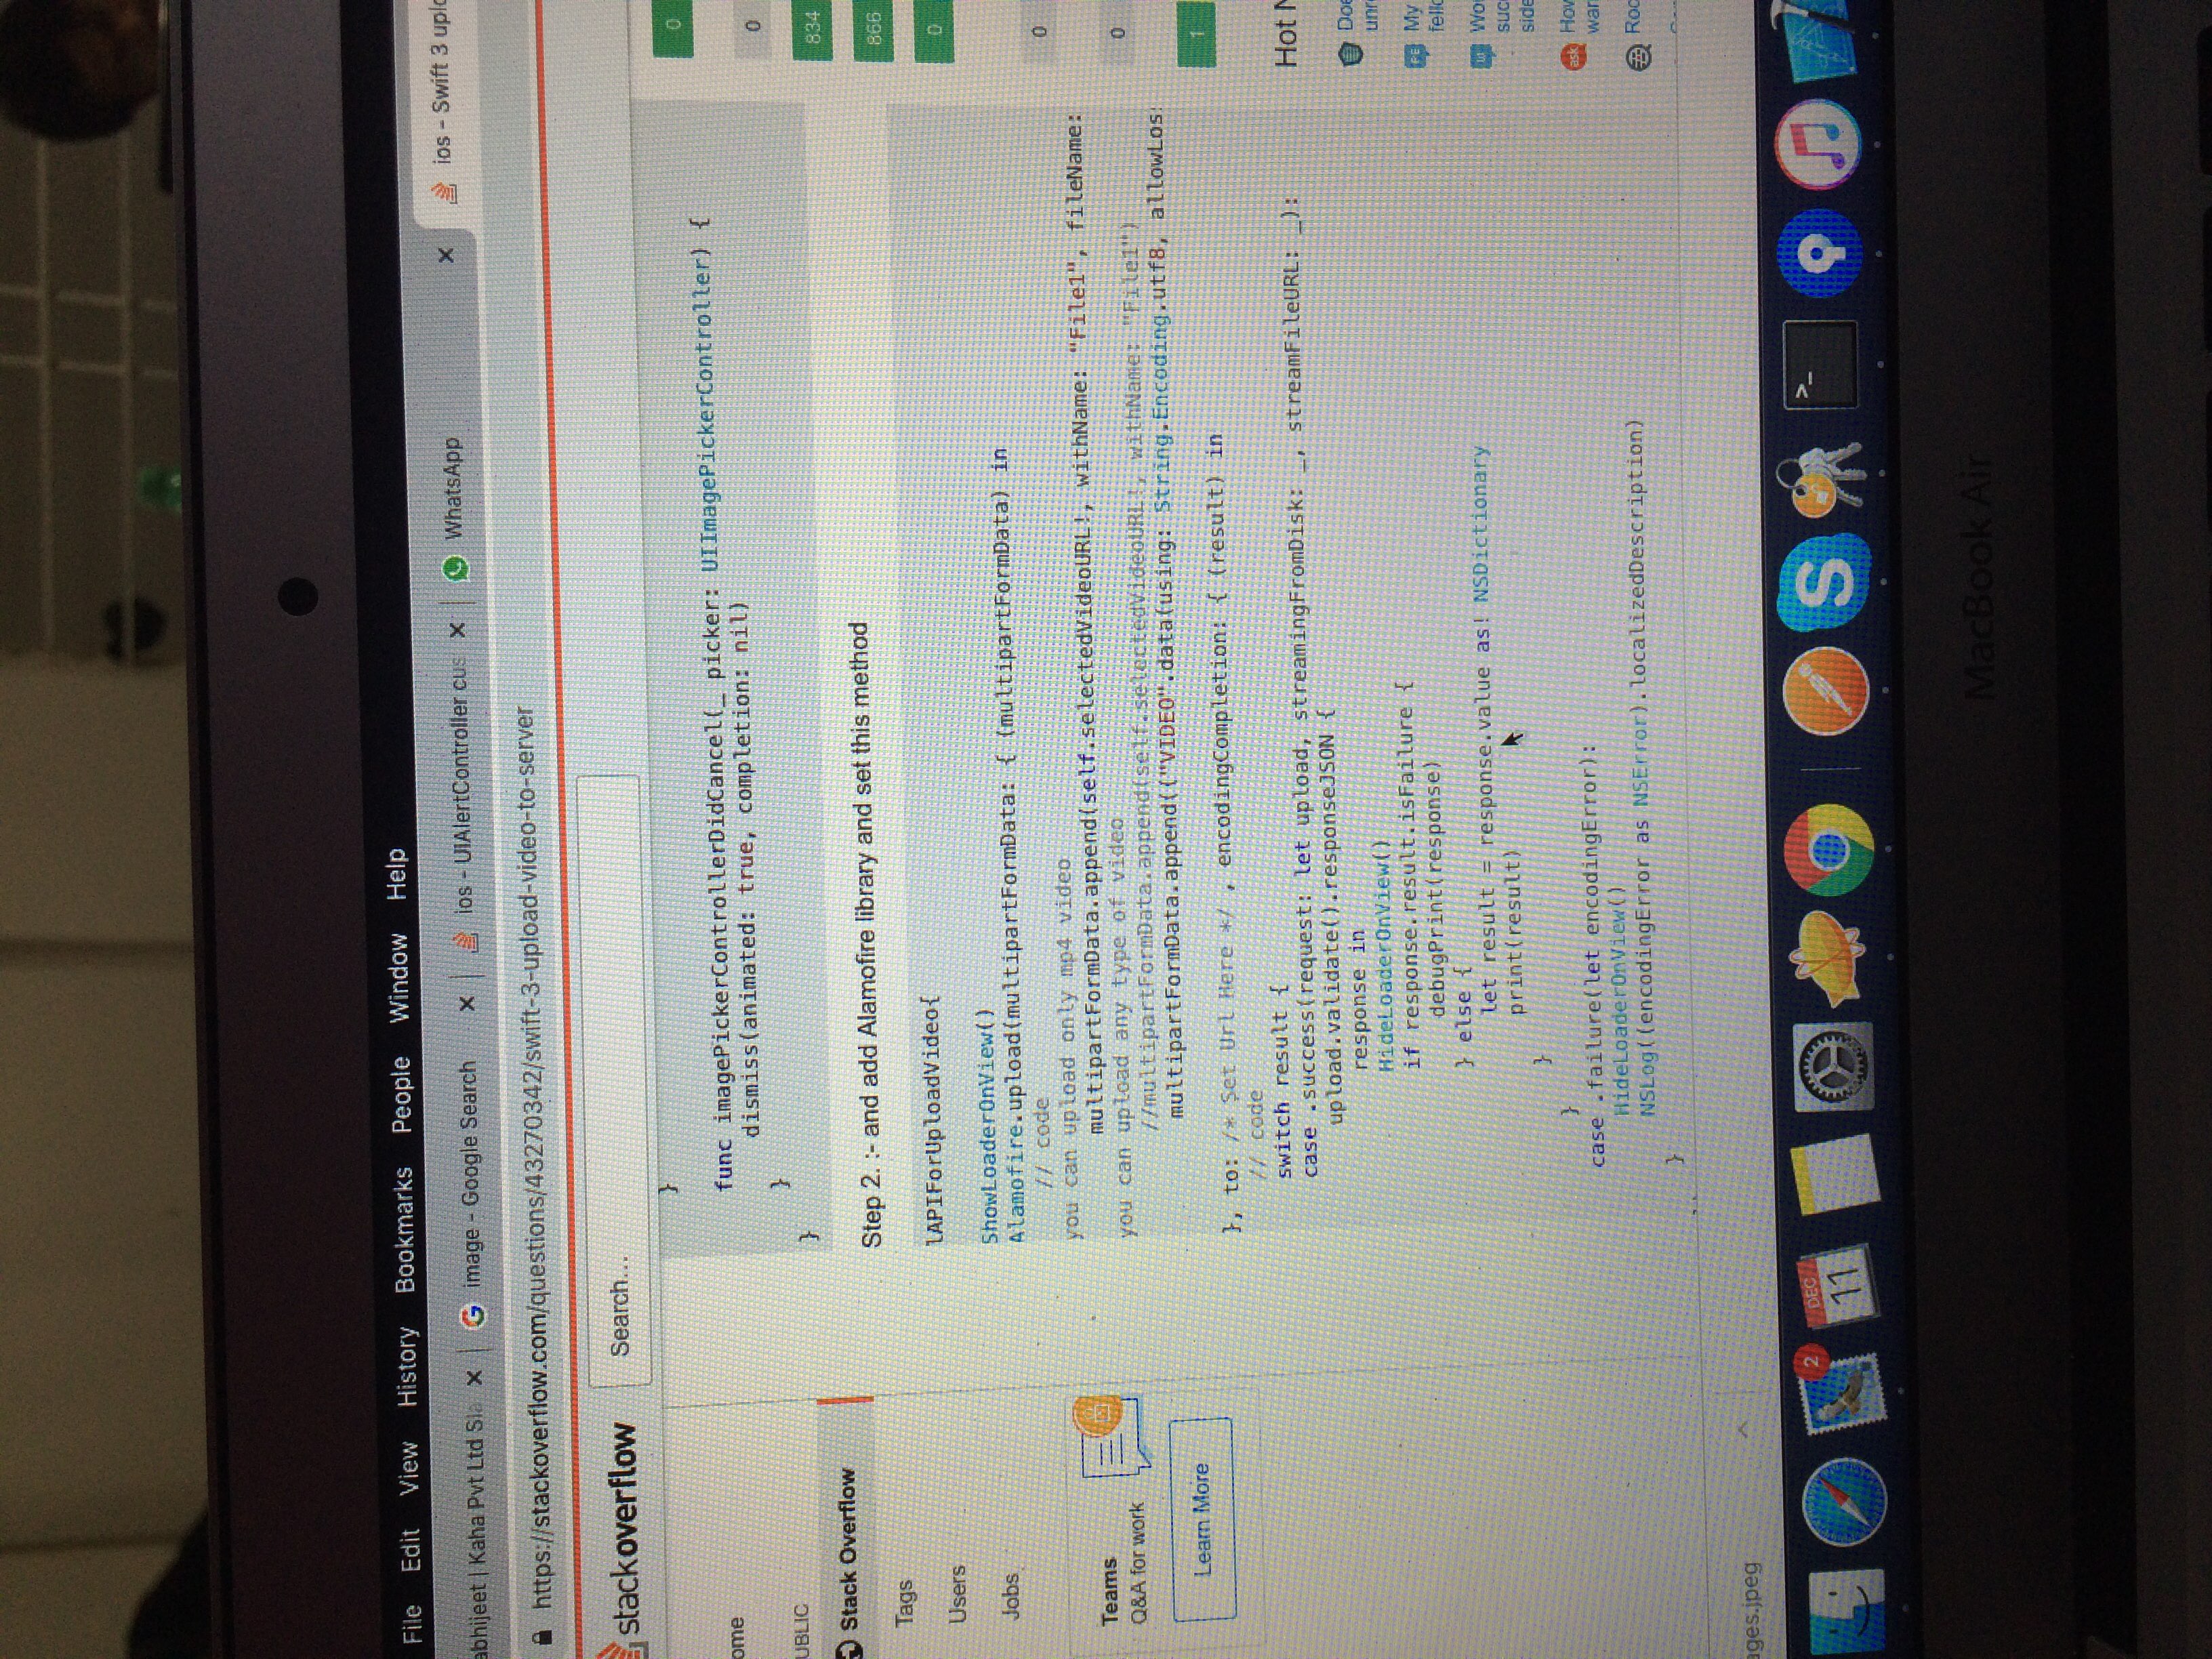 File Edit View History Bookmarks People Window Help
abhijeet | Kaha Pvt Ltd Sla
image - Google Search
ios - UIAlertController cus
WhatsApp
ios - Swift 3 uplo
https://stackoverflow.com/questions/43270342/swift-3-upload-video-to-server
stackoverflow
Search...
ome
UBLIC
Stack Overflow
Tags
Users
Jobs
Teams
Q&A for work
Learn More
}
func imagePickerControllerDidCancel(_ picker: UIImagePickerController) {
dismiss(animated: true, completion: nil)
}
}
Step 2. :- and add Alamofire library and set this method
lAPIForUploadVideo{
ShowLoaderOnView()
Alamofire.upload(multipartFormData: { (multipartFormData) in
// code
you can upload only mp4 video
multipartFormData.append(self.selectedVideoURL!, withName: "File1", fileName:
you can upload any type of video
//multipartFormData.append(self.selectedVideoURL!, withName: "File1")
multipartFormData.append(("VIDEO".data(using: String.Encoding.utf8, allowLos
}, to: /* Set Url Here */ , encodingCompletion: { (result) in
// code
switch result {
case .success(request: let upload, streamingFromDisk: _, streamFileURL: _):
upload.validate().responseJSON {
response in
HideLoaderOnView()
if response.result.isFailure {
debugPrint(response)
} else {
let result = response.value as! NSDictionary
print(result)
}
}
case .failure(let encodingError):
HideLoaderOnView()
NSLog((encodingError as NSError).localizedDescription)
}
0
0
834
866
0
0
0
1
Hot N
Doe
unr
My
fell
Wo
suc
side
ask
How
war
Roc
ages.jpeg
2
DEC
11
S
>_
MacBook Air